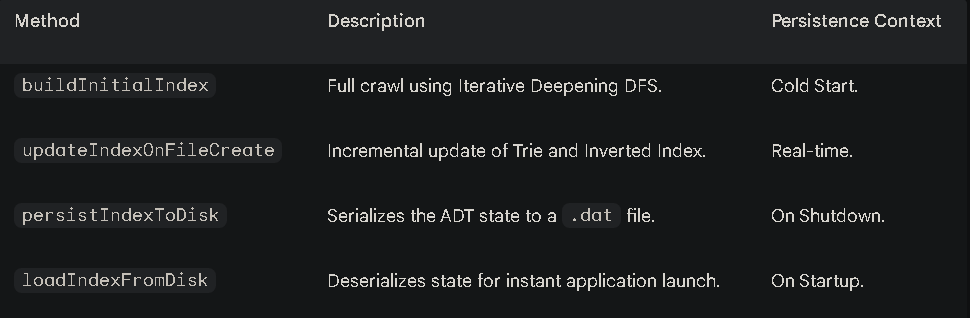 Method Description Persistence Context
buildInitialIndex Full crawl using Iterative Deepening DFS. Cold Start.
updateIndexOnFileCreate Incremental update of Trie and Inverted Index. Real-time.
persistIndexToDisk Serializes the ADT state to a .dat file. On Shutdown.
loadIndexFromDisk Deserializes state for instant application launch. On Startup.